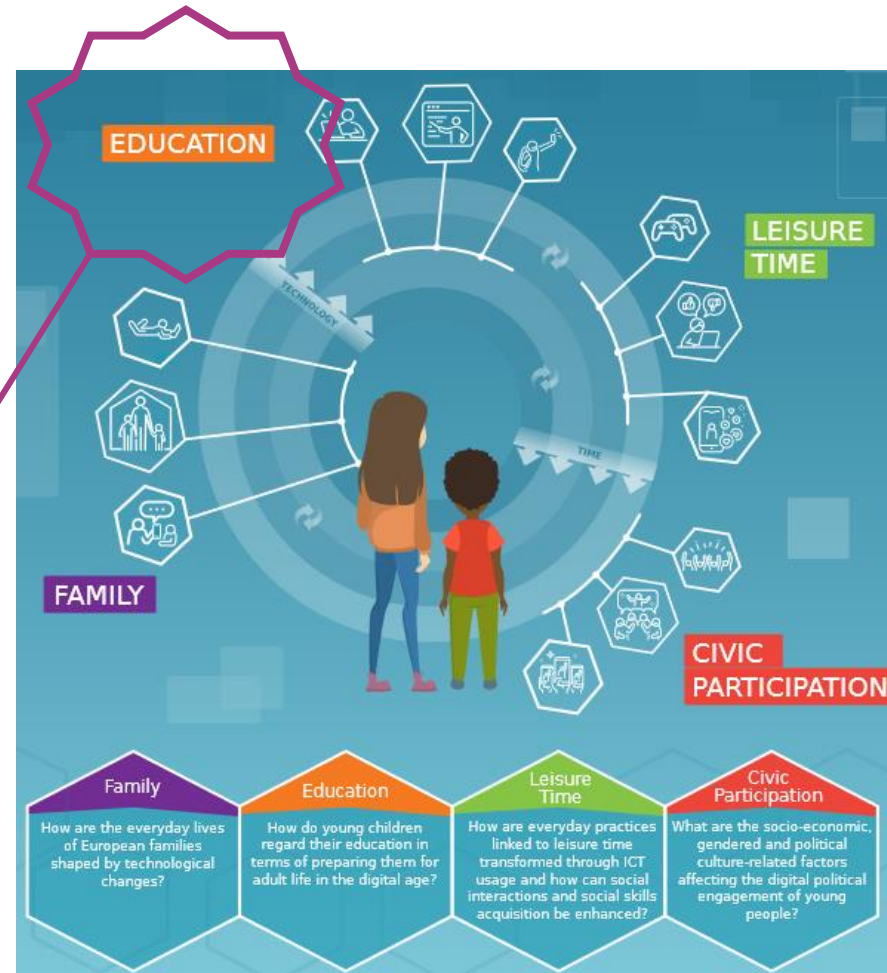 EDUCATION
LEISURE
TIME
TECHNOLOGY
TIME
FAMILY
CIVIC
PARTICIPATION
Family
How are the everyday lives
of European families
shaped by technological
changes?
Education
How do young children
regard their education in
terms of preparing them for
adult life in the digital age?
Leisure
Time
How are everyday practices
linked to leisure time
transformed through ICT
usage and how can social
interactions and social skills
acquisition be enhanced?
Civic
Participation
What are the socio-economic,
gendered and political
culture-related factors
affecting the digital political
engagement of young
people?